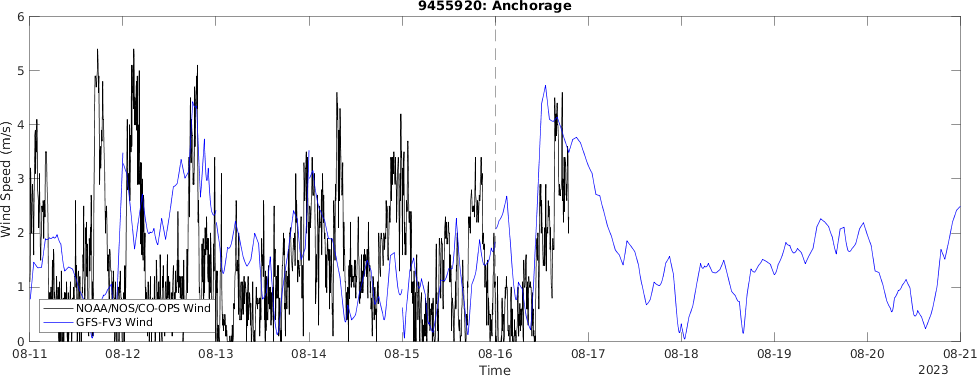 9455920: Anchorage
6
5
4
3
2
1
0
Wind Speed (m/s)
NOAA/NOS/CO-OPS Wind
GFS-FV3 Wind
08-11 08-12 08-13 08-14 08-15 08-16 08-17 08-18 08-19 08-20 08-21
Time
2023